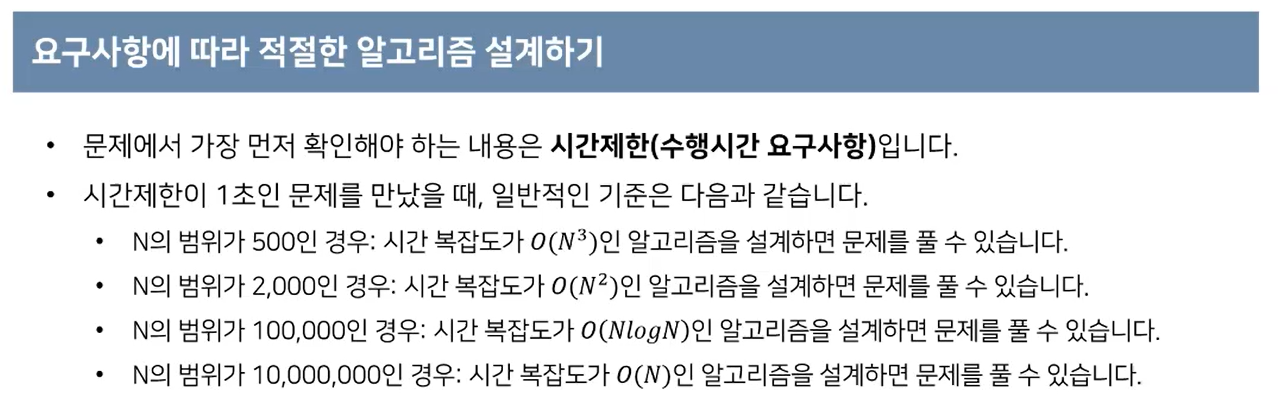 요구사항에 따라 적절한 알고리즘 설계하기
• 문제에서 가장 먼저 확인해야 하는 내용은 시간제한(수행시간 요구사항)입니다.
• 시간제한이 1초인 문제를 만났을 때, 일반적인 기준은 다음과 같습니다.
• N의 범위가 500인 경우: 시간 복잡도가 O(N³)인 알고리즘을 설계하면 문제를 풀 수 있습니다.
• N의 범위가 2,000인 경우: 시간 복잡도가 O(N²)인 알고리즘을 설계하면 문제를 풀 수 있습니다.
• N의 범위가 100,000인 경우: 시간 복잡도가 O(NlogN)인 알고리즘을 설계하면 문제를 풀 수 있습니다.
• N의 범위가 10,000,000인 경우: 시간 복잡도가 O(N)인 알고리즘을 설계하면 문제를 풀 수 있습니다.